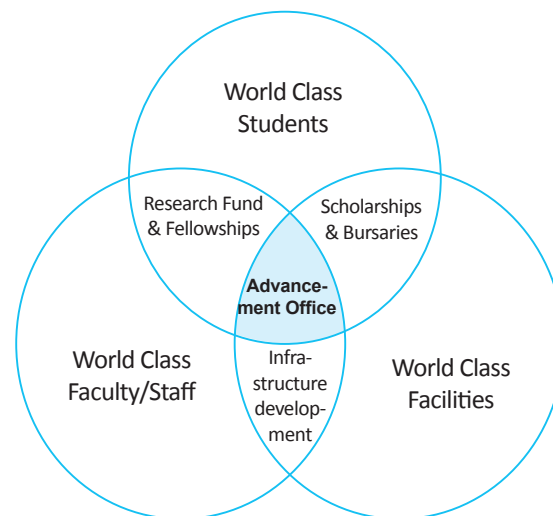 World Class
Students
Research Fund
& Fellowships
Scholarships
& Bursaries
Advance-
ment Office
World Class
Faculty/Staff
Infra-
structure
develop-
ment
World Class
Facilities